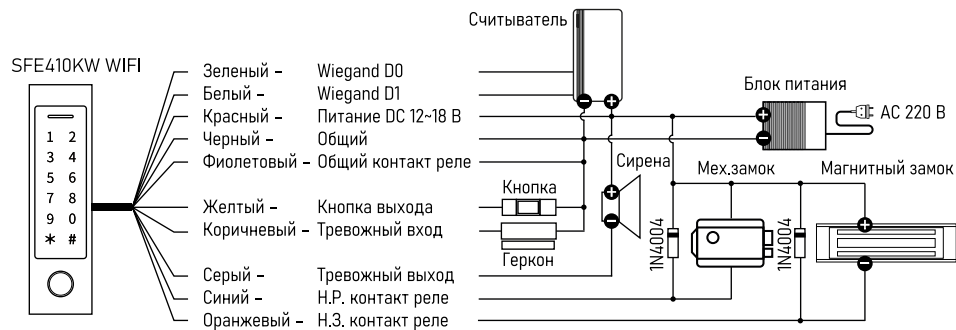 Считыватель
SFE410KW WIFI
Зеленый – Wiegand D0
Белый – Wiegand D1
Красный – Питание DC 12~18 В
Черный – Общий
Фиолетовый – Общий контакт реле
Желтый – Кнопка выхода
Коричневый – Тревожный вход
Серый – Тревожный выход
Синий – Н.Р. контакт реле
Оранжевый – Н.З. контакт реле
1 2
3 4
5 6
7 8
9 0
* #
Блок питания
AC 220 В
Кнопка
Геркон
Сирена
Мех.замок
Магнитный замок
1N4004
1N4004